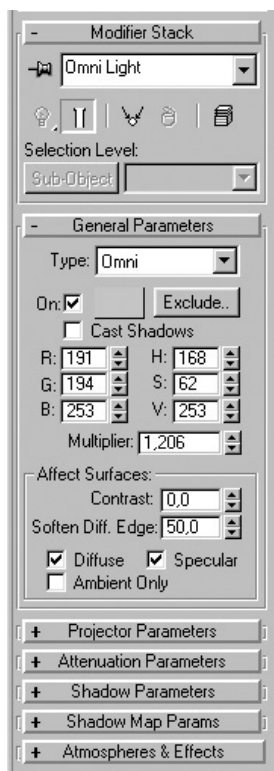 - Modifier Stack
Omni Light
Selection Level:
Sub-Object
- General Parameters
Type: Omni
On: Exclude..
Cast Shadows
R: 191 H: 168
G: 194 S: 62
B: 253 V: 253
Multiplier: 1,206
Affect Surfaces:
Contrast: 0,0
Soften Diff. Edge: 50,0
Diffuse Specular
Ambient Only
+ Projector Parameters
+ Attenuation Parameters
+ Shadow Parameters
+ Shadow Map Params
+ Atmospheres & Effects